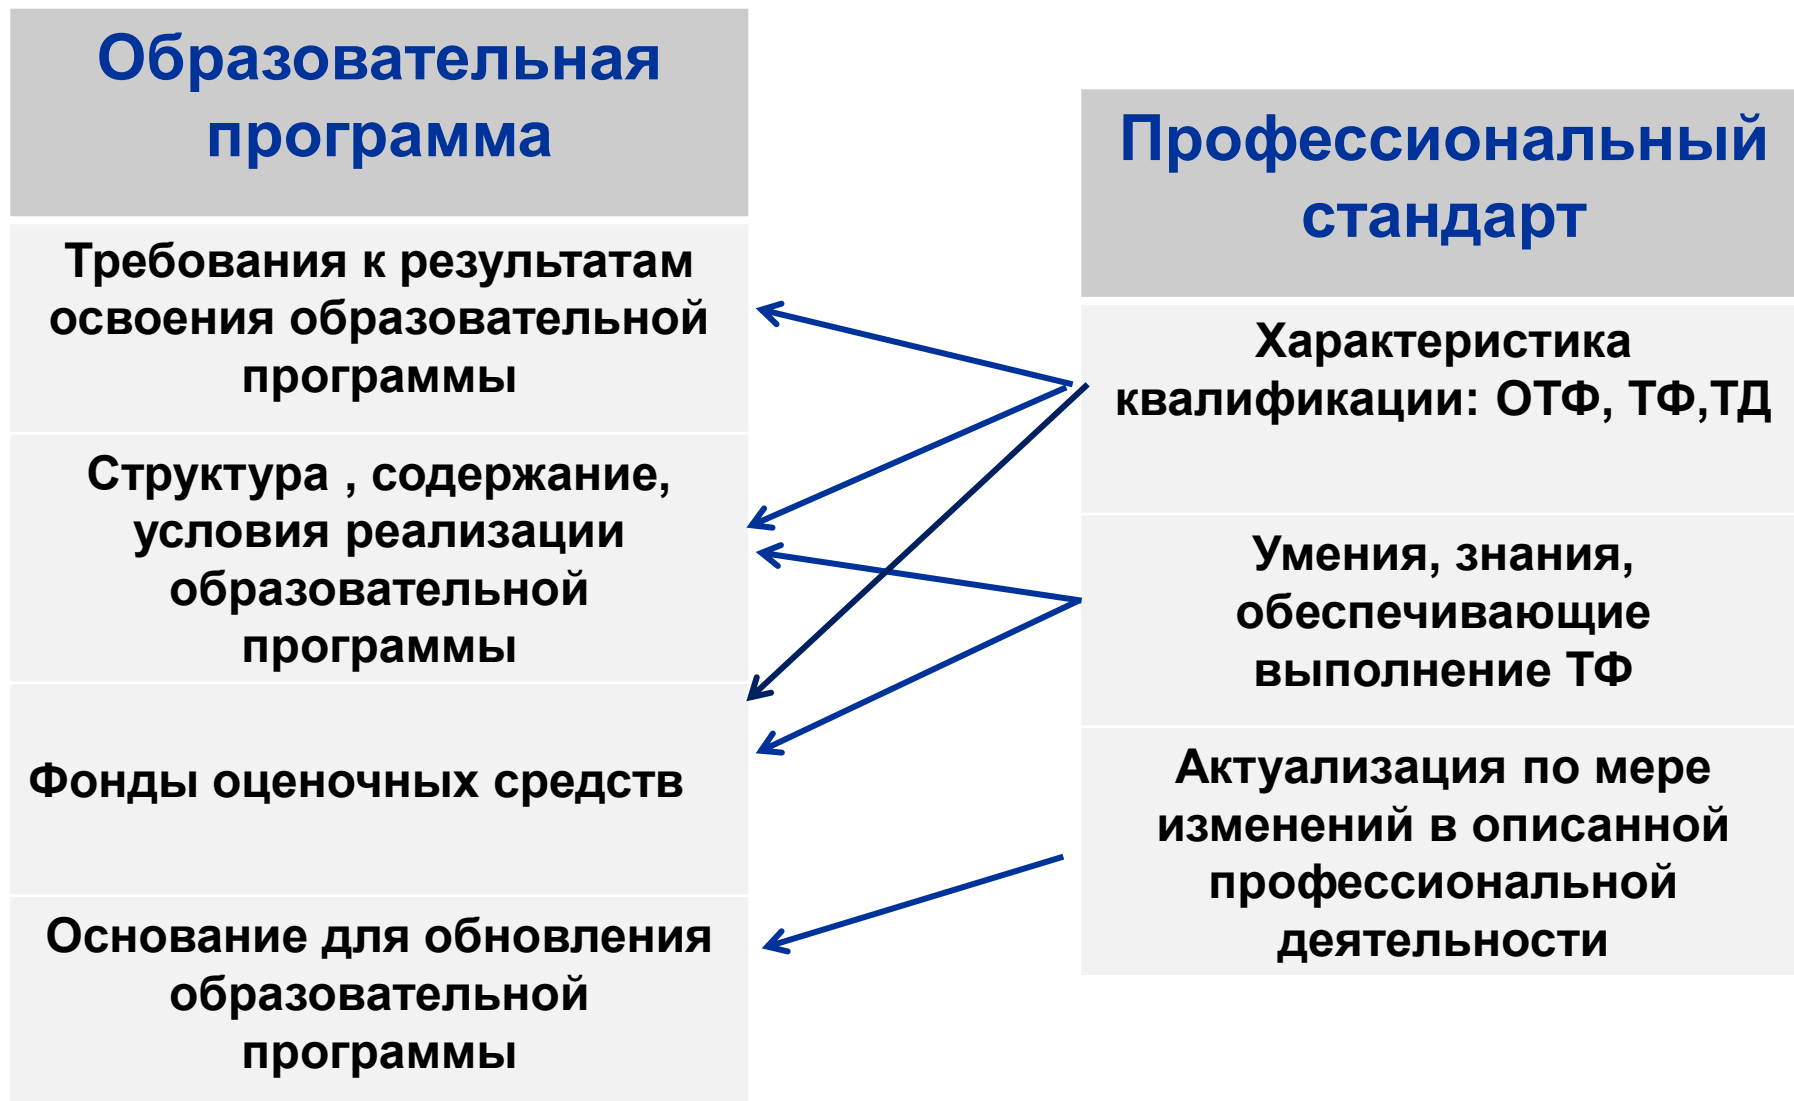 Образовательная
программа
Требования к результатам
освоения образовательной
программы
Структура , содержание,
условия реализации
образовательной
программы
Фонды оценочных средств
Основание для обновления
образовательной
программы
Профессиональный
стандарт
Характеристика
квалификации: ОТФ, ТФ,ТД
Умения, знания,
обеспечивающие
выполнение ТФ
Актуализация по мере
изменений в описанной
профессиональной
деятельности